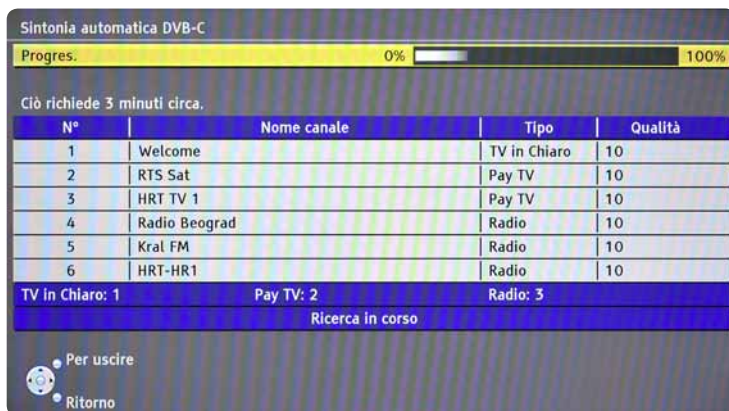 Sintonia automatica DVB-C
Progres. 0% 100%
Ciò richiede 3 minuti circa.
N° Nome canale Tipo Qualità
1 Welcome TV in Chiaro 10
2 RTS Sat Pay TV 10
3 HRT TV 1 Pay TV 10
4 Radio Beograd Radio 10
5 Kral FM Radio 10
6 HRT-HR1 Radio 10
TV in Chiaro: 1 Pay TV: 2 Radio: 3
Ricerca in corso
Per uscire
Ritorno